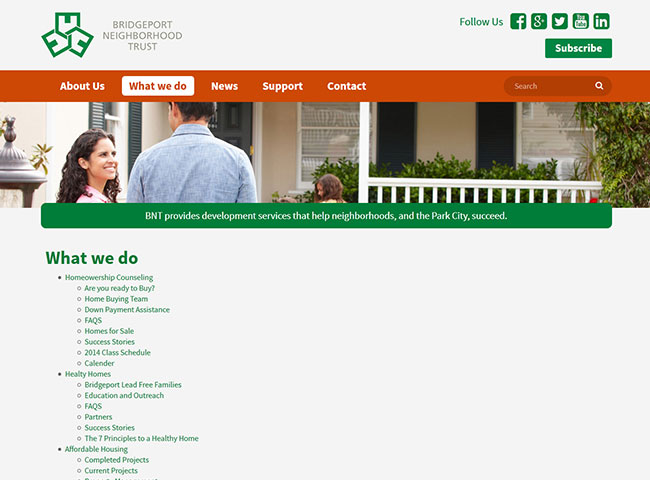 BRIDGEPORT
NEIGHBORHOOD
TRUST
Follow Us
You
Tube
Subscribe
About Us What we do News Support Contact
Search
BNT provides development services that help neighborhoods, and the Park City, succeed.
What we do
Homeowership Counseling
Are you ready to Buy?
Home Buying Team
Down Payment Assistance
FAQS
Homes for Sale
Success Stories
2014 Class Schedule
Calender
Healty Homes
Bridgeport Lead Free Families
Education and Outreach
FAQS
Partners
Success Stories
The 7 Principles to a Healthy Home
Affordable Housing
Completed Projects
Current Projects